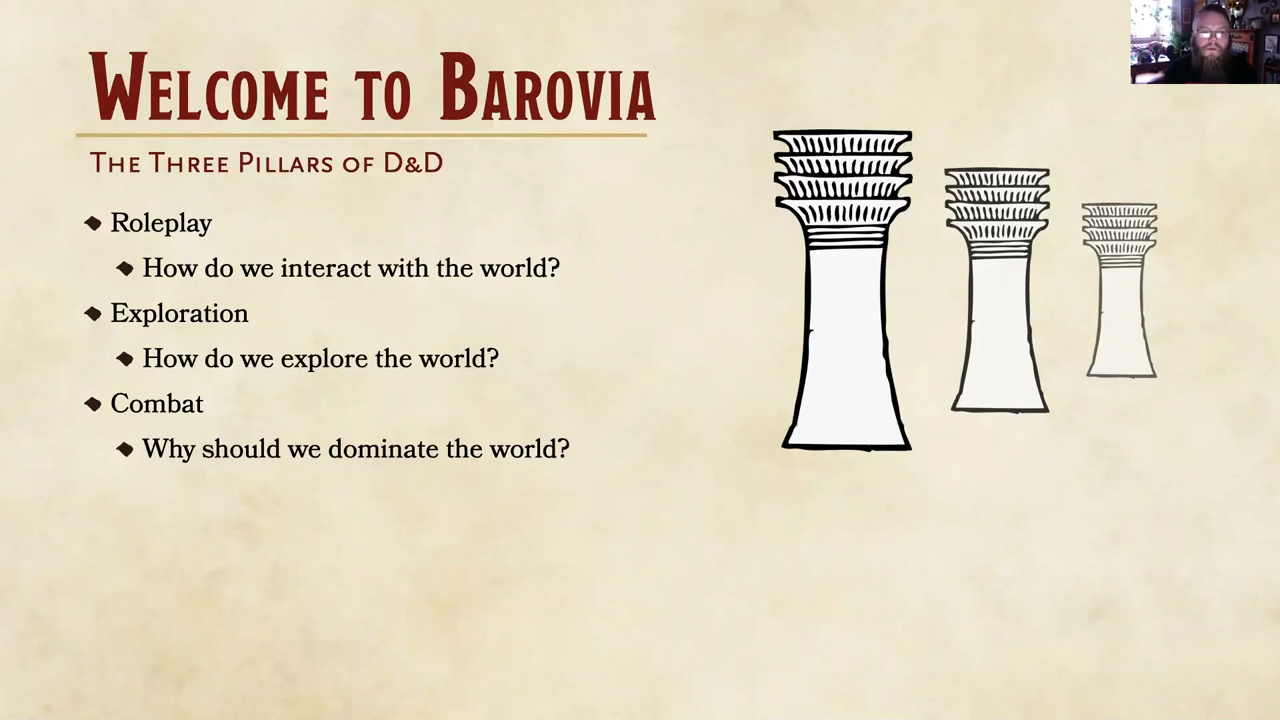 Welcome to Barovia
The Three Pillars of D&D
Roleplay
How do we interact with the world?
Exploration
How do we explore the world?
Combat
Why should we dominate the world?